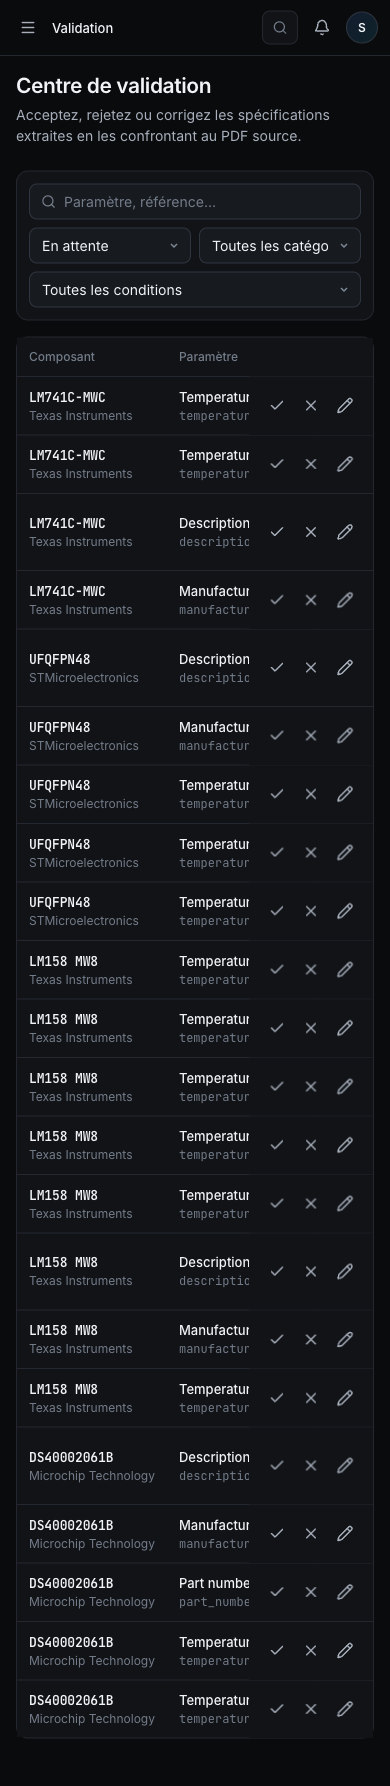 Validation
S
Centre de validation
Acceptez, rejetez ou corrigez les spécifications
extraites en les confrontant au PDF source.
Paramètre, référence...
En attente
Toutes les catégo
Toutes les conditions
Composant Paramètre
LM741C-MWC Temperatur
Texas Instruments temperatur
LM741C-MWC Temperatur
Texas Instruments temperatur
LM741C-MWC Description
Texas Instruments descriptio
LM741C-MWC Manufactur
Texas Instruments manufactur
UFQFPN48 Description
STMicroelectronics descriptio
UFQFPN48 Manufactur
STMicroelectronics manufactur
UFQFPN48 Temperatur
STMicroelectronics temperatur
UFQFPN48 Temperatur
STMicroelectronics temperatur
UFQFPN48 Temperatur
STMicroelectronics temperatur
LM158 MW8 Temperatur
Texas Instruments temperatur
LM158 MW8 Temperatur
Texas Instruments temperatur
LM158 MW8 Temperatur
Texas Instruments temperatur
LM158 MW8 Temperatur
Texas Instruments temperatur
LM158 MW8 Temperatur
Texas Instruments temperatur
LM158 MW8 Description
Texas Instruments descriptio
LM158 MW8 Manufactur
Texas Instruments manufactur
LM158 MW8 Temperatur
Texas Instruments temperatur
DS40002061B Description
Microchip Technology descriptio
DS40002061B Manufactur
Microchip Technology manufactur
DS40002061B Part numbe
Microchip Technology part_numbe
DS40002061B Temperatur
Microchip Technology temperatur
DS40002061B Temperatur
Microchip Technology temperatur